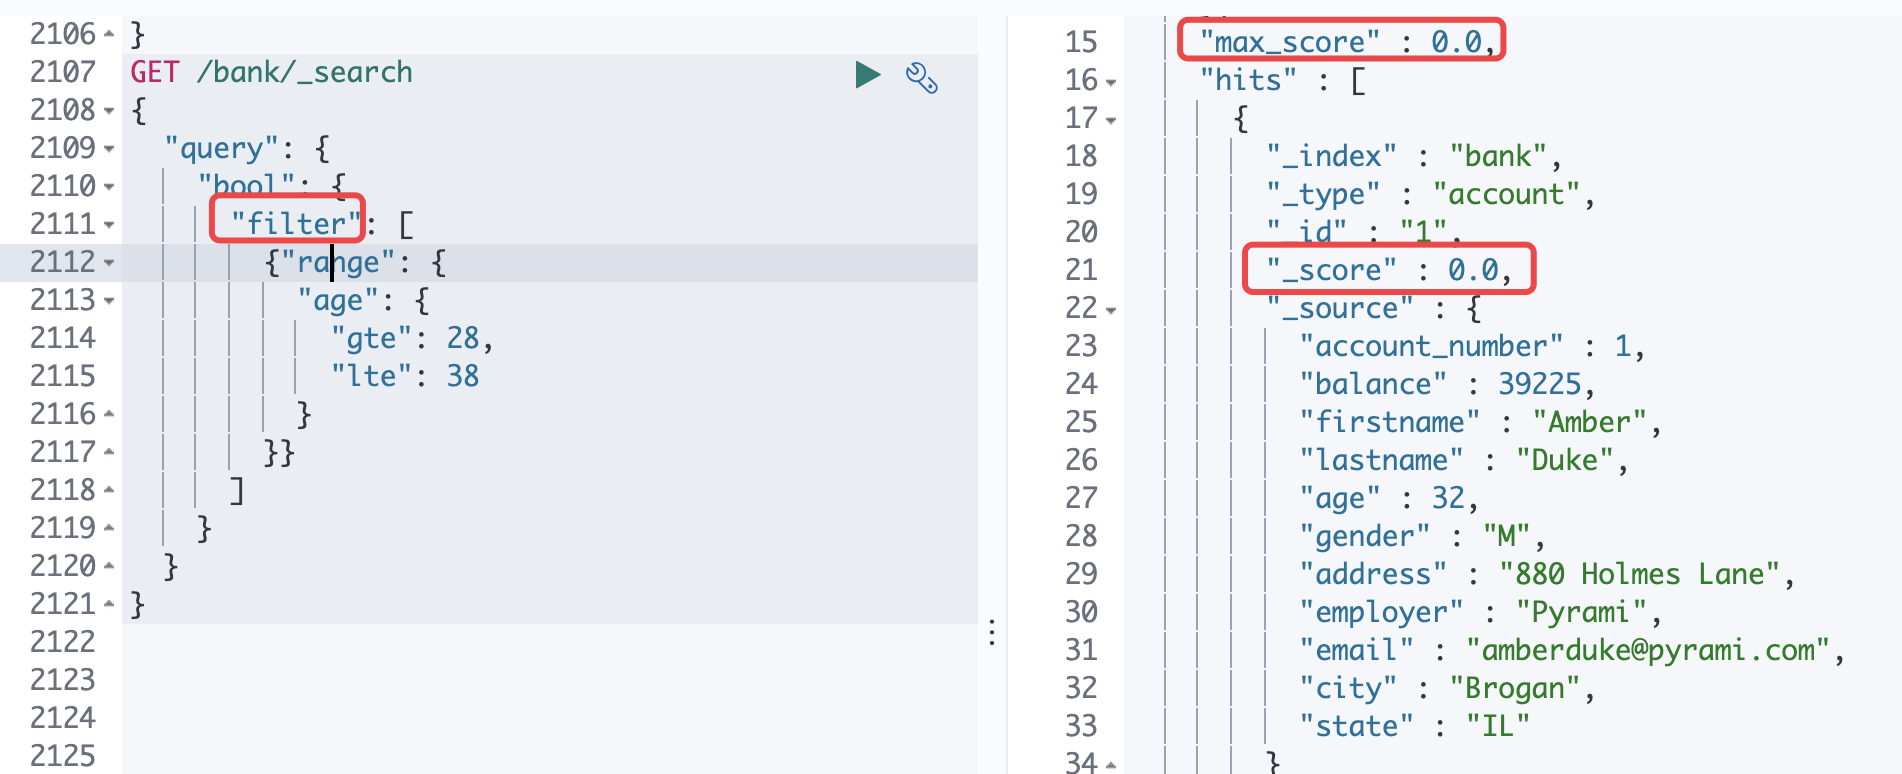 2106 }
2107 GET /bank/_search
2108 {
2109 "query": {
2110 "bool": {
2111 "filter": [
2112 {"range": {
2113 "age": {
2114 "gte": 28,
2115 "lte": 38
2116 }
2117 }}
2118 ]
2119 }
2120 }
2121 }
2122
2123
2124
2125
15 "max_score" : 0.0,
16 "hits" : [
17 {
18 "_index" : "bank",
19 "_type" : "account",
20 "_id" : "1",
21 "_score" : 0.0,
22 "_source" : {
23 "account_number" : 1,
24 "balance" : 39225,
25 "firstname" : "Amber",
26 "lastname" : "Duke",
27 "age" : 32,
28 "gender" : "M",
29 "address" : "880 Holmes Lane",
30 "employer" : "Pyrami",
31 "email" : "amberduke@pyrami.com",
32 "city" : "Brogan",
33 "state" : "IL"
34 }